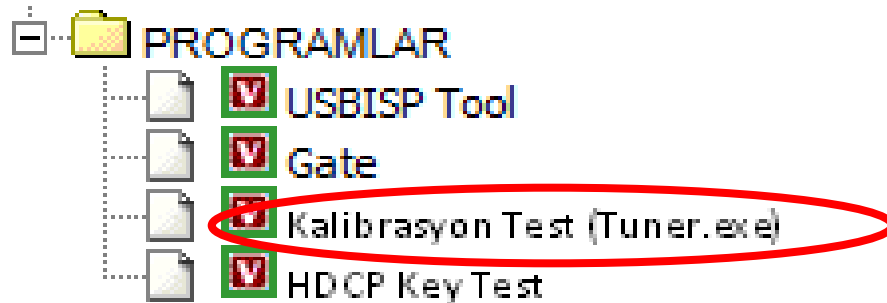 PROGRAMLAR
V USBISP Tool
V Gate
V Kalibrasyon Test (Tuner.exe)
V HDCP Key Test